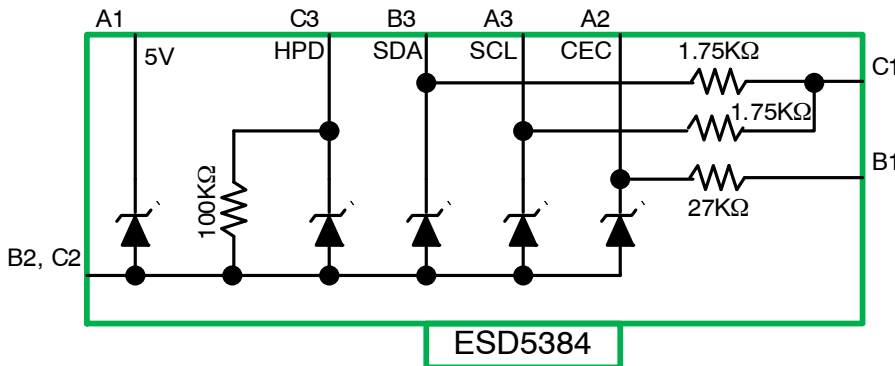 A1 C3 B3 A3 A2
5V HPD SDA SCL CEC
1.75KΩ
C1
1.75KΩ
B1
100KΩ
27KΩ
B2, C2
ESD5384